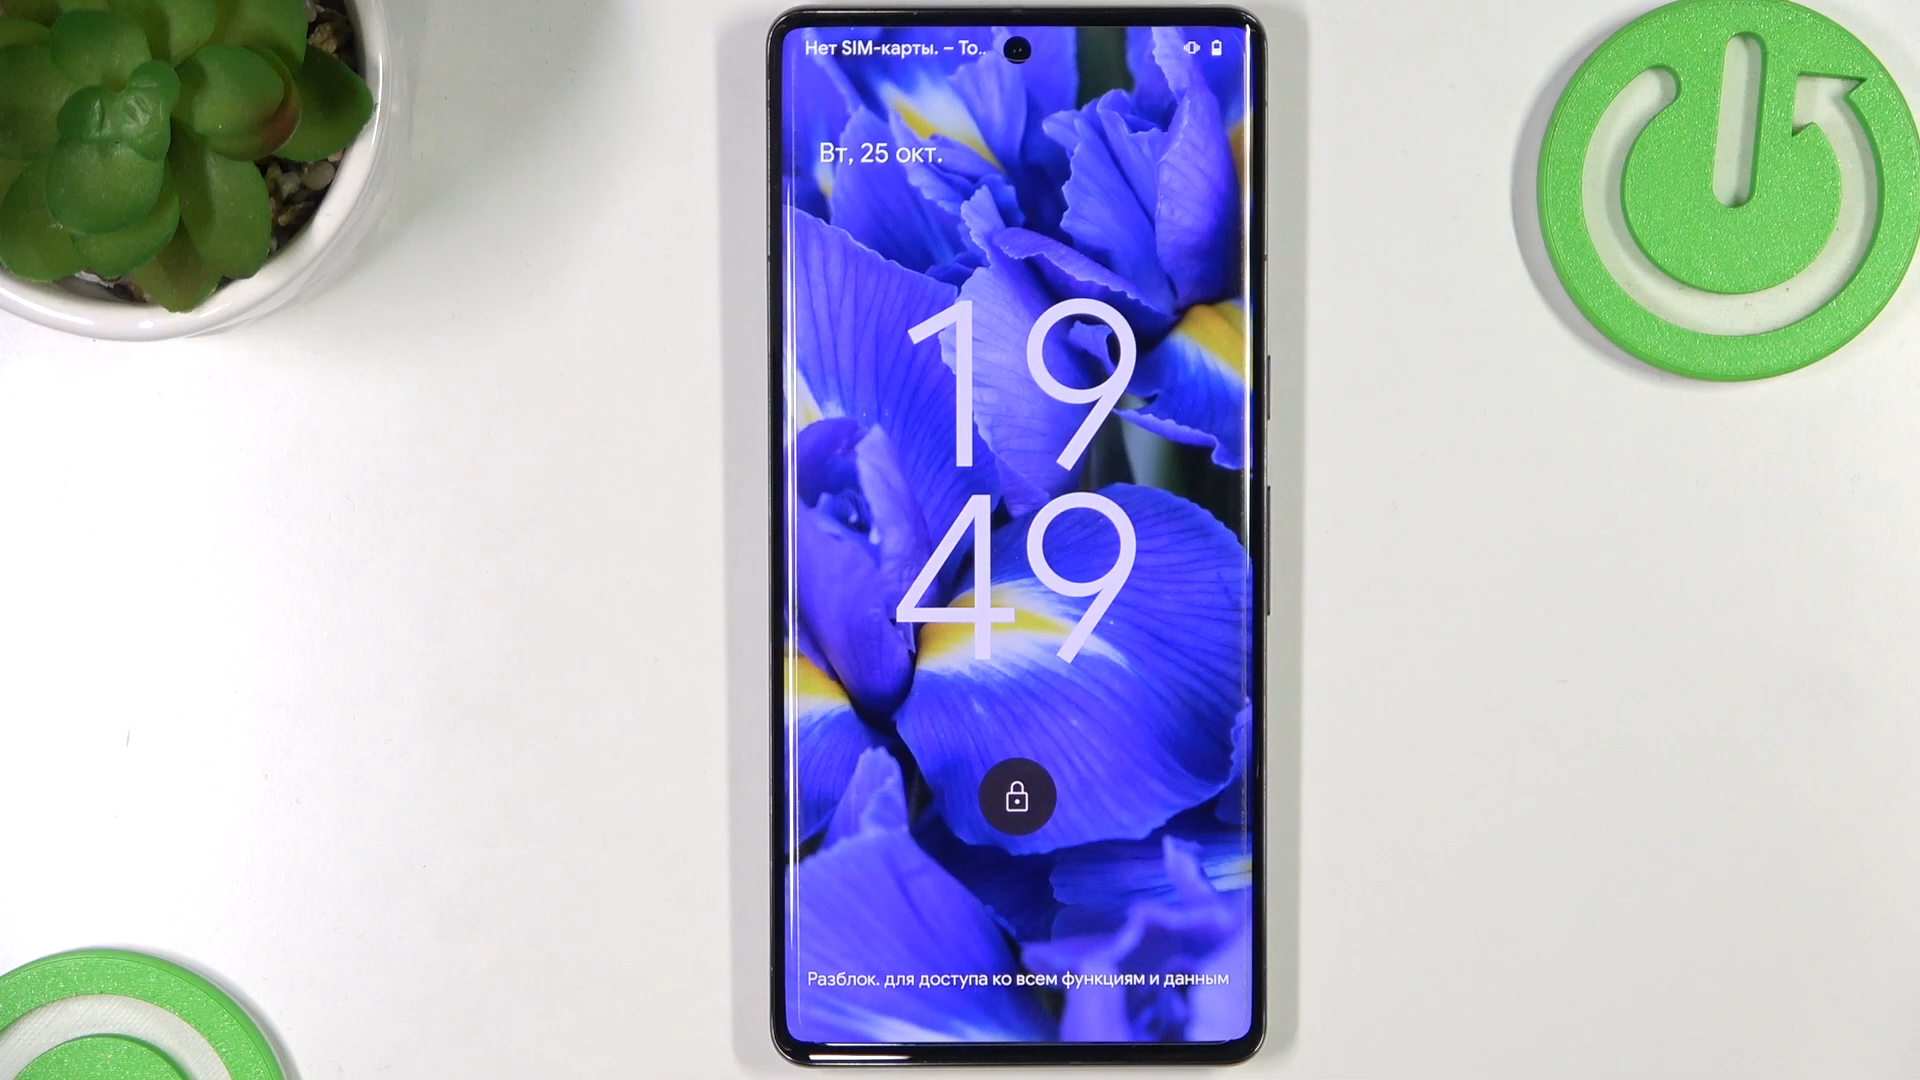 Нет SIM-карты. – То..
Вт, 25 окт.
19
49
Разблок. для доступа ко всем функциям и данным